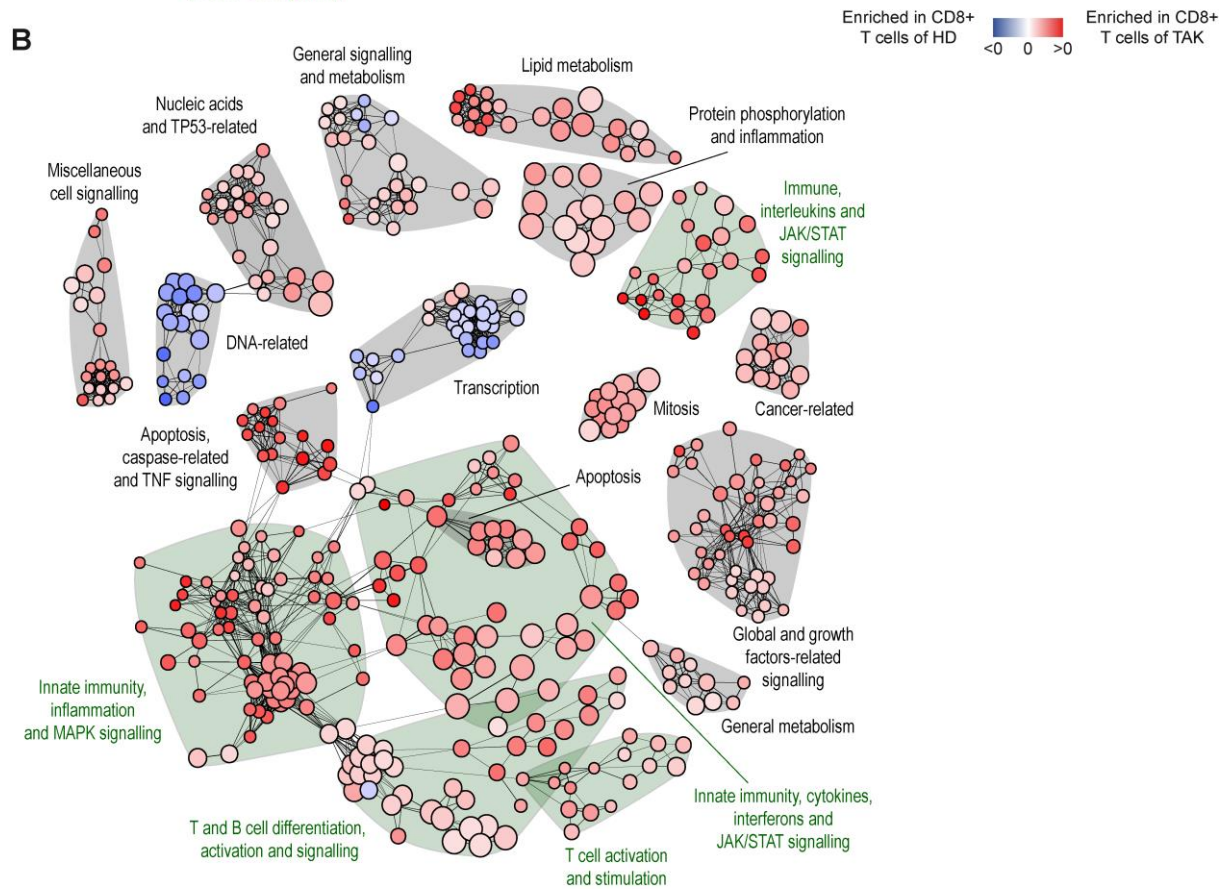 B
Enriched in CD8+
T cells of HD
<0 0 >0
Enriched in CD8+
T cells of TAK
General signalling
and metabolism
Lipid metabolism
Nucleic acids
and TP53-related
Protein phosphorylation
and inflammation
Miscellaneous
cell signalling
Immune,
interleukins and
JAK/STAT
signalling
DNA-related
Transcription
Mitosis
Cancer-related
Apoptosis,
caspase-related
and TNF signalling
Apoptosis
Global and growth
factors-related
signalling
Innate immunity,
inflammation
and MAPK signalling
General metabolism
T and B cell differentiation,
activation and signalling
Innate immunity, cytokines,
interferons and
JAK/STAT signalling
T cell activation
and stimulation